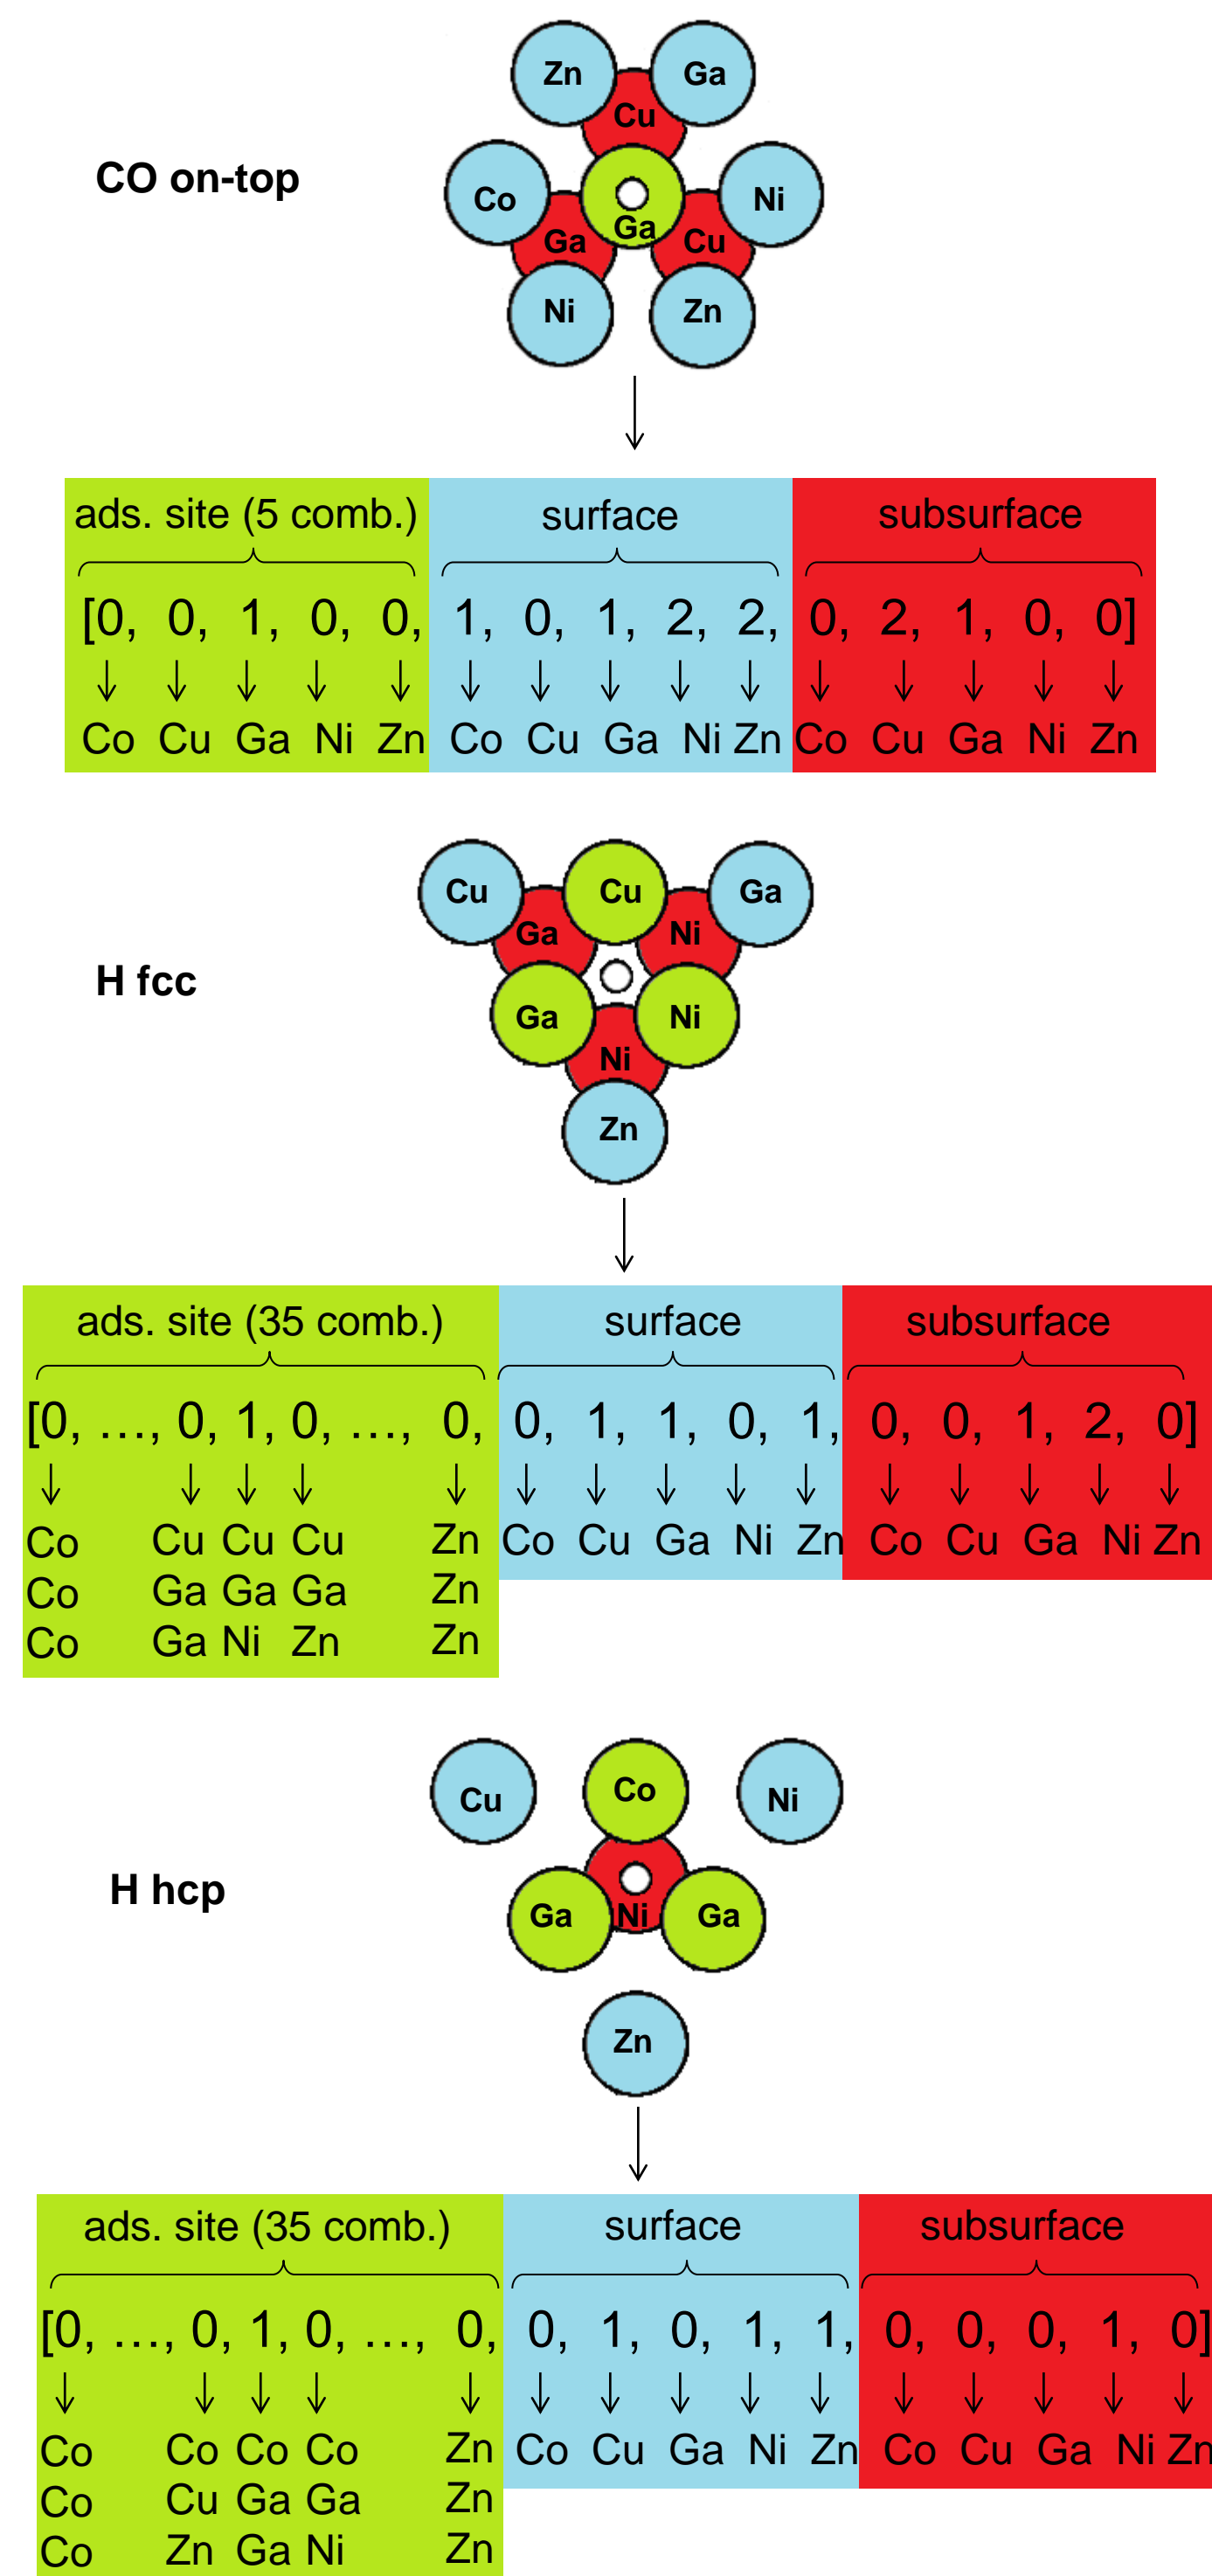 Zn Ga
Cu
CO on-top
Co Ni
Ga
Ga Cu
Ni Zn
ads. site (5 comb.) surface subsurface
[0, 0, 1, 0, 0, 1, 0, 1, 2, 2, 0, 2, 1, 0, 0]
Co Cu Ga Ni Zn Co Cu Ga Ni Zn Co Cu Ga Ni Zn
Cu Cu Ga
Ga Ni
H fcc
Ga Ni
Ni
Zn
ads. site (35 comb.) surface subsurface
[0, ..., 0, 1, 0, ..., 0, 0, 1, 1, 0, 1, 0, 0, 1, 2, 0]
Co Cu Cu Cu Zn Co Cu Ga Ni Zn Co Cu Ga Ni Zn
Co Ga Ga Ga Zn
Co Ga Ni Zn Zn
Cu Co Ni
H hcp
Ga Ni Ga
Zn
ads. site (35 comb.) surface subsurface
[0, ..., 0, 1, 0, ..., 0, 0, 1, 0, 1, 1, 0, 0, 0, 1, 0]
Co Co Co Co Zn Co Cu Ga Ni Zn Co Cu Ga Ni Zn
Co Cu Ga Ga Zn
Co Zn Ga Ni Zn